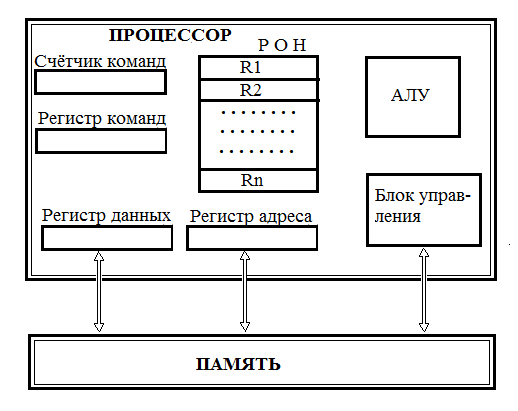 ПРОЦЕССОР
Р О Н
Счётчик команд
R1
R2
АЛУ
Регистр команд
. . . . . . . .
. . . . . . .
. . . . . . .
Rn
Блок управ-
ления
Регистр данных
Регистр адреса
ПАМЯТЬ